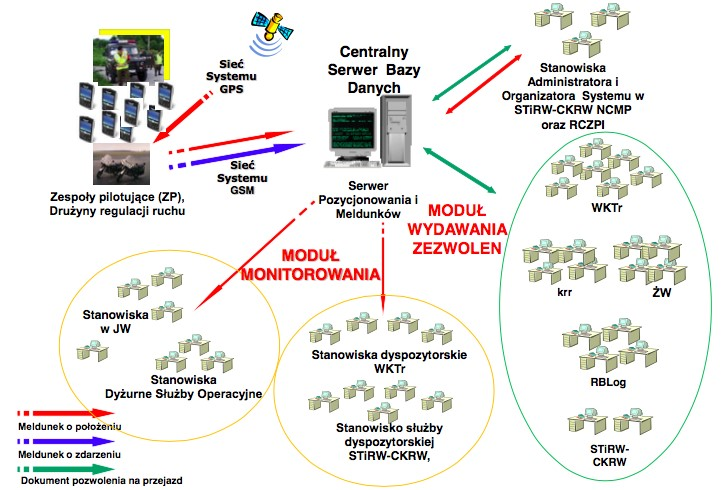 Sieć
Systemu
GPS
Centralny
Serwer Bazy
Danych
Stanowiska
Administratora i
Organizatora Systemu w
STiRW-CKRW NCMP
oraz RCZPI
Sieć
Systemu
GSM
Zespoły pilotujące (ZP),
Drużyny regulacji ruchu
Serwer
Pozycjonowania i
Meldunków
MODUŁ
WYDAWANIA
ZEZWOLEN
MODUŁ
MONITOROWANIA
WKTr
krr
ŻW
RBLog
STiRW-
CKRW
Stanowiska
w JW
Stanowiska
Dyżurne Służby Operacyjne
Stanowiska dyspozytorskie
WKTr
Stanowisko służby
dyspozytorskiej
STiRW-CKRW,
Meldunek o położeniu
Meldunek o zdarzeniu
Dokument pozwolenia na przejazd